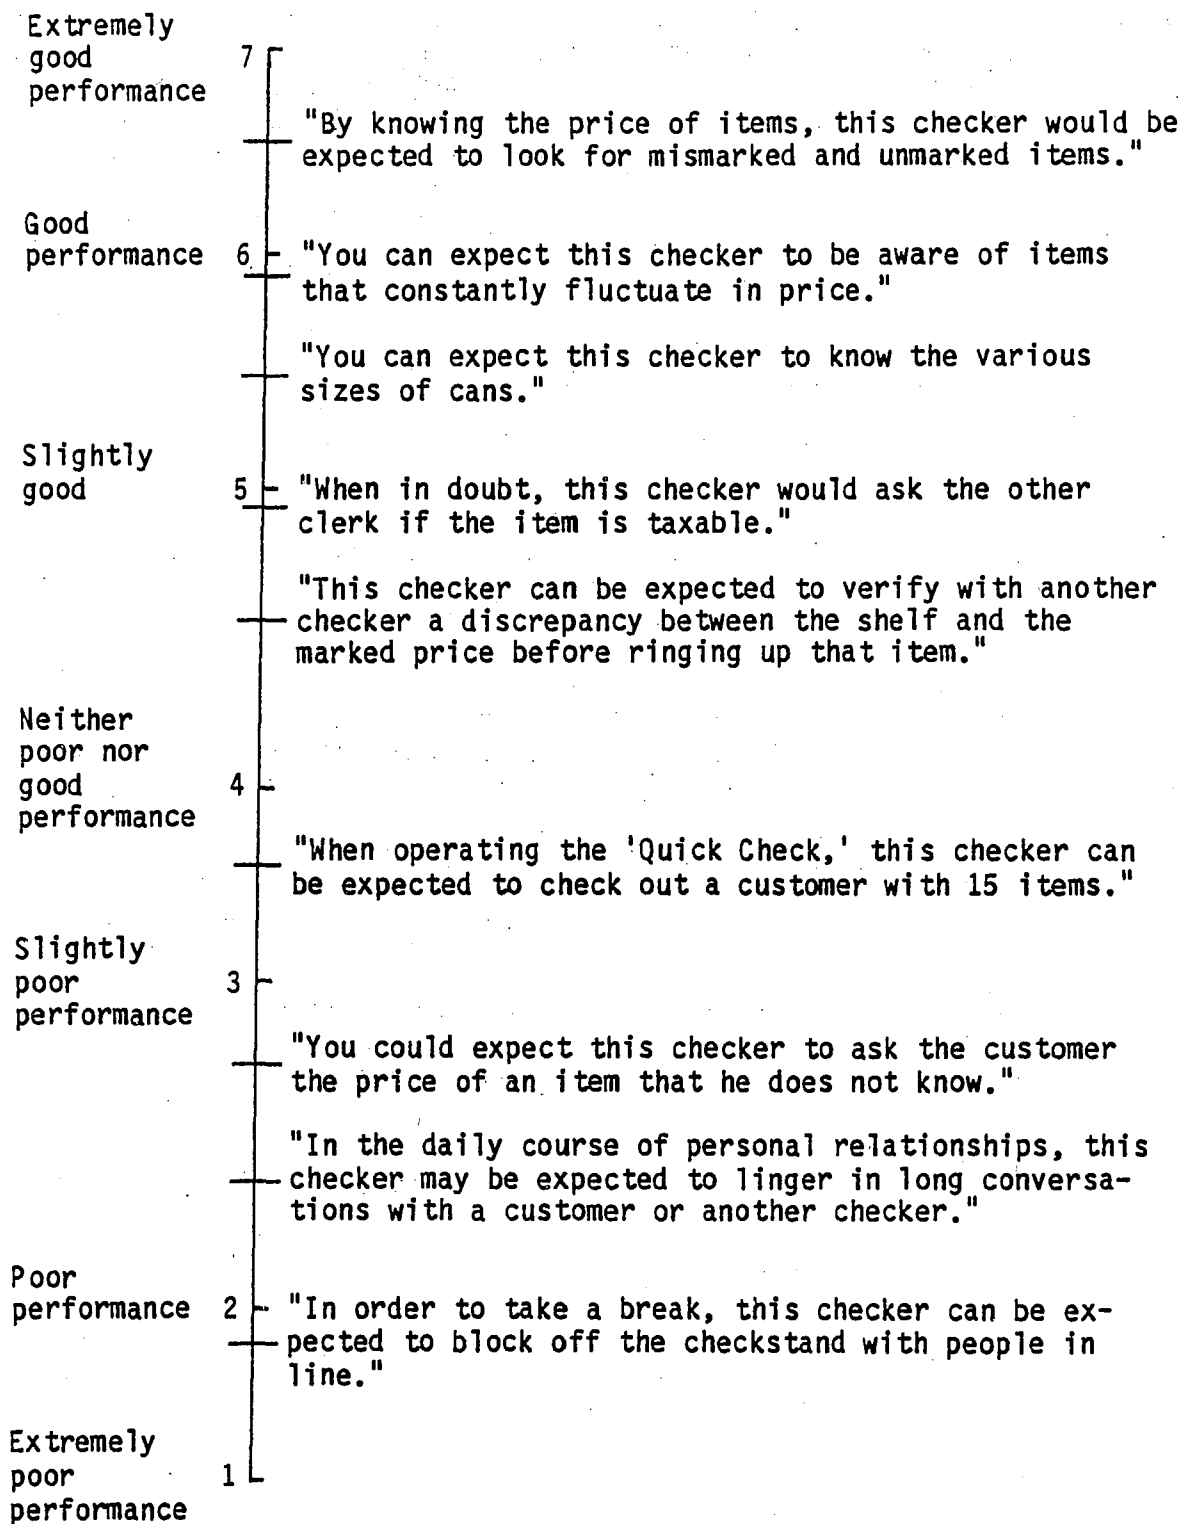 Extremely
good 7
performance
"By knowing the price of items, this checker would be
expected to look for mismarked and unmarked items."
Good
performance 6 "You can expect this checker to be aware of items
that constantly fluctuate in price."
"You can expect this checker to know the various
sizes of cans."
Slightly
good 5 "When in doubt, this checker would ask the other
clerk if the item is taxable."
"This checker can be expected to verify with another
checker a discrepancy between the shelf and the
marked price before ringing up that item."
Neither
poor nor
good 4
performance
"When operating the 'Quick Check,' this checker can
be expected to check out a customer with 15 items."
Slightly
poor 3
performance
"You could expect this checker to ask the customer
the price of an item that he does not know."
"In the daily course of personal relationships, this
checker may be expected to linger in long conversa-
tions with a customer or another checker."
Poor
performance 2 "In order to take a break, this checker can be ex-
pected to block off the checkstand with people in
line."
Extremely
poor 1
performance